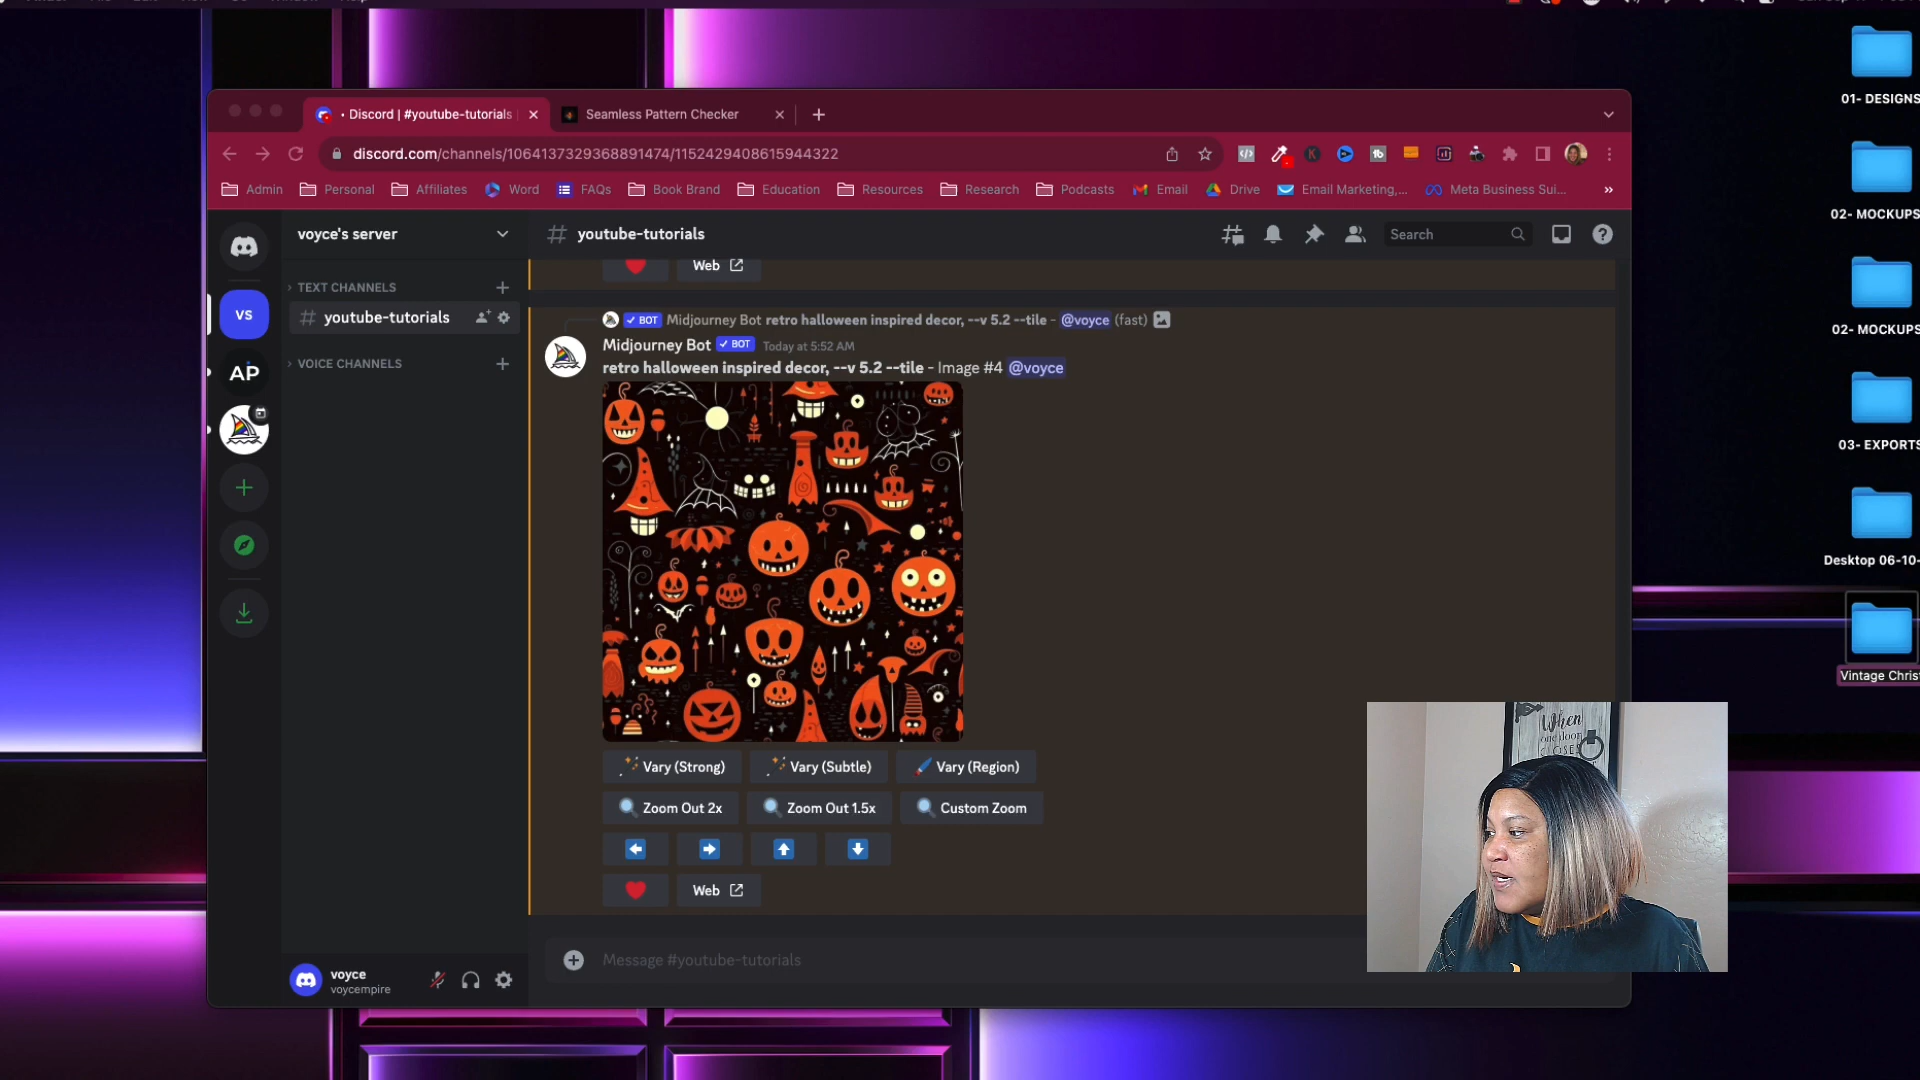 Discord | #youtube-tutorials
Seamless Pattern Checker
discord.com/channels/1064137329368891474/1152429408615944322
Admin
Personal
Affiliates
Word
FAQs
Book Brand
Education
Resources
Research
Podcasts
Email
Drive
Email Marketing,...
Meta Business Sui...
»
voyce's server
# youtube-tutorials
Search
TEXT CHANNELS
# youtube-tutorials
VOICE CHANNELS
VS
AP
Web
BOT Midjourney Bot retro halloween inspired decor, --v 5.2 --tile - @voyce (fast)
Midjourney Bot BOT Today at 5:52 AM
retro halloween inspired decor, --v 5.2 --tile - Image #4 @voyce
Vary (Strong)
Vary (Subtle)
Vary (Region)
Zoom Out 2x
Zoom Out 1.5x
Custom Zoom
Web
Message #youtube-tutorials
voyce
voycempire
01- DESIGNS
02- MOCKUPS
02- MOCKUPS
03- EXPORTS
Desktop 06-10-
Vintage Christ
When
one door
CLOSES